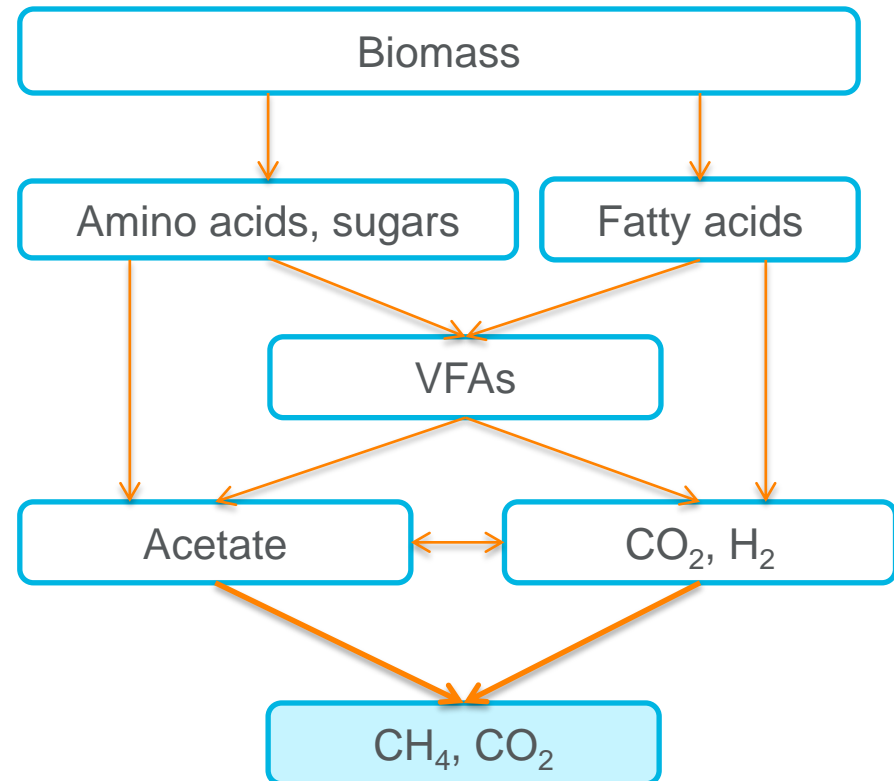 Biomass
Amino acids, sugars
Fatty acids
VFAs
Acetate
CO₂, H₂
CH₄, CO₂